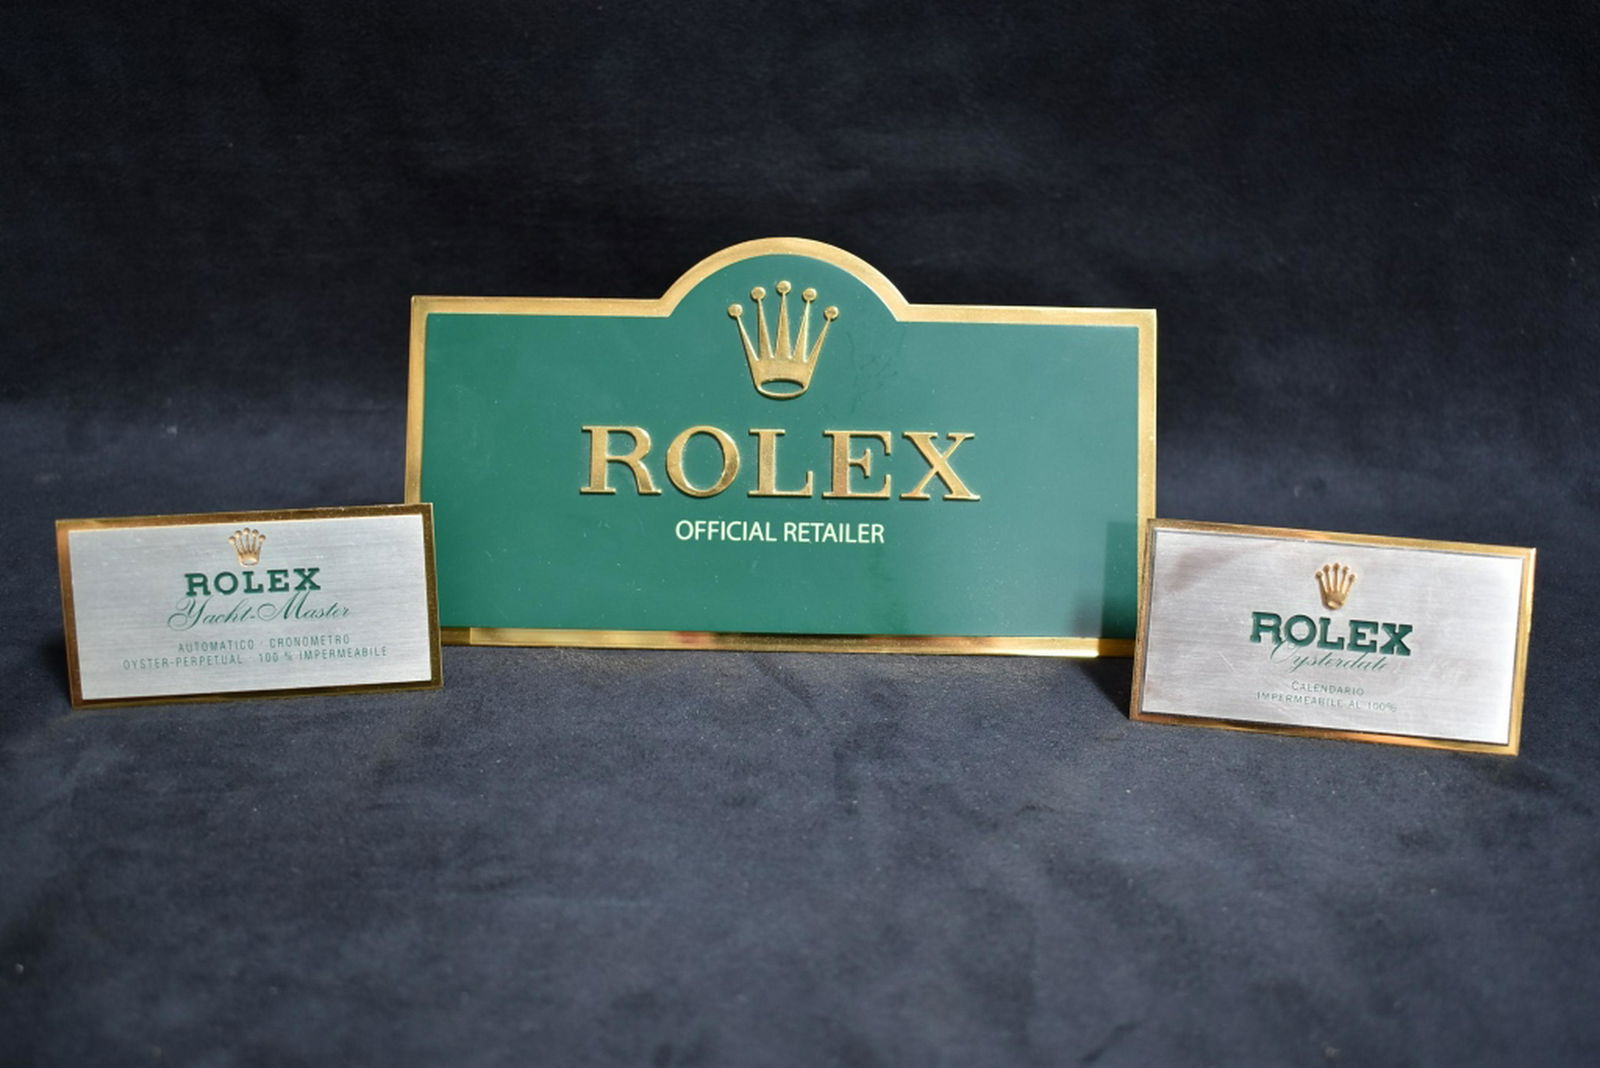 ROLEX
OFFICIAL RETAILER
ROLEX
Yacht-Master
AUTOMATICO · CRONOMETRO
OYSTER-PERPETUAL · 100 % IMPERMEABILE
ROLEX
Oysterdate
CALENDARIO
IMPERMEABILE AL 100%